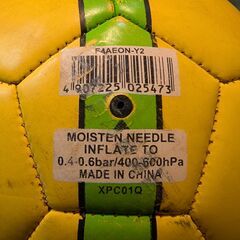 F4AEON-Y2
4 907225 025473
MOISTEN NEEDLE
INFLATE TO
0.4-0.6bar/400-600hPa
MADE IN CHINA
XPC01Q